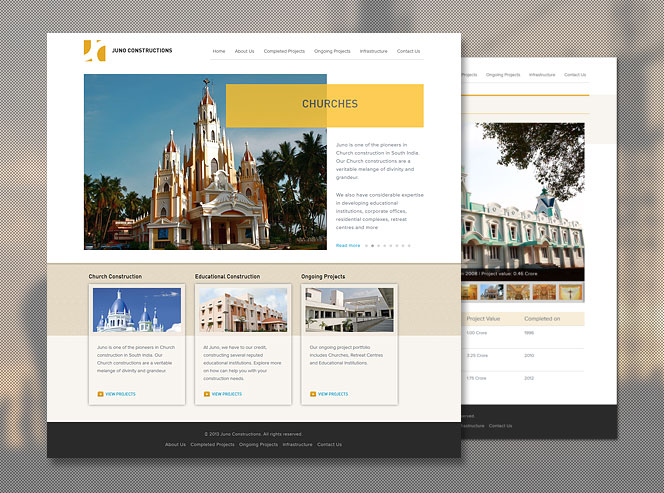 JUNO CONSTRUCTIONS
Home About Us Completed Projects Ongoing Projects Infrastructure Contact Us
CHURCHES
Juno is one of the pioneers in
Church construction in South India.
Our Church constructions are a
veritable melange of divinity and
grandeur
We also have considerable expertise
in developing educational
institutions, corporate offices,
residential complexes, retreat
centres and more
Read more
Church Construction
Juno is one of the pioneers in Church
construction in South India. We
Our Church constructions are a
veritable melange of divinity and
grandeur
VIEW PROJECTS
Educational Construction
At Juno, we have to our credit,
constructing several reputed
educational institutions. Explore more
on how can help you with your
construction needs.
VIEW PROJECTS
Ongoing Projects
Our ongoing project portfolio
includes Churches, Retreat Centres
and Educational Institutions.
VIEW PROJECTS
© 2010 Juno Constructions. All rights reserved.
About Us Completed Projects Ongoing Projects Infrastructure Contact Us
Projects Ongoing Projects Infrastructure Contact Us
2008 | Project value: 0.46 Crore
Project Value Completed on
1.00 Crore 1998
3.25 Crore 2010
1.75 Crore 2012
reserved.
Contact Us